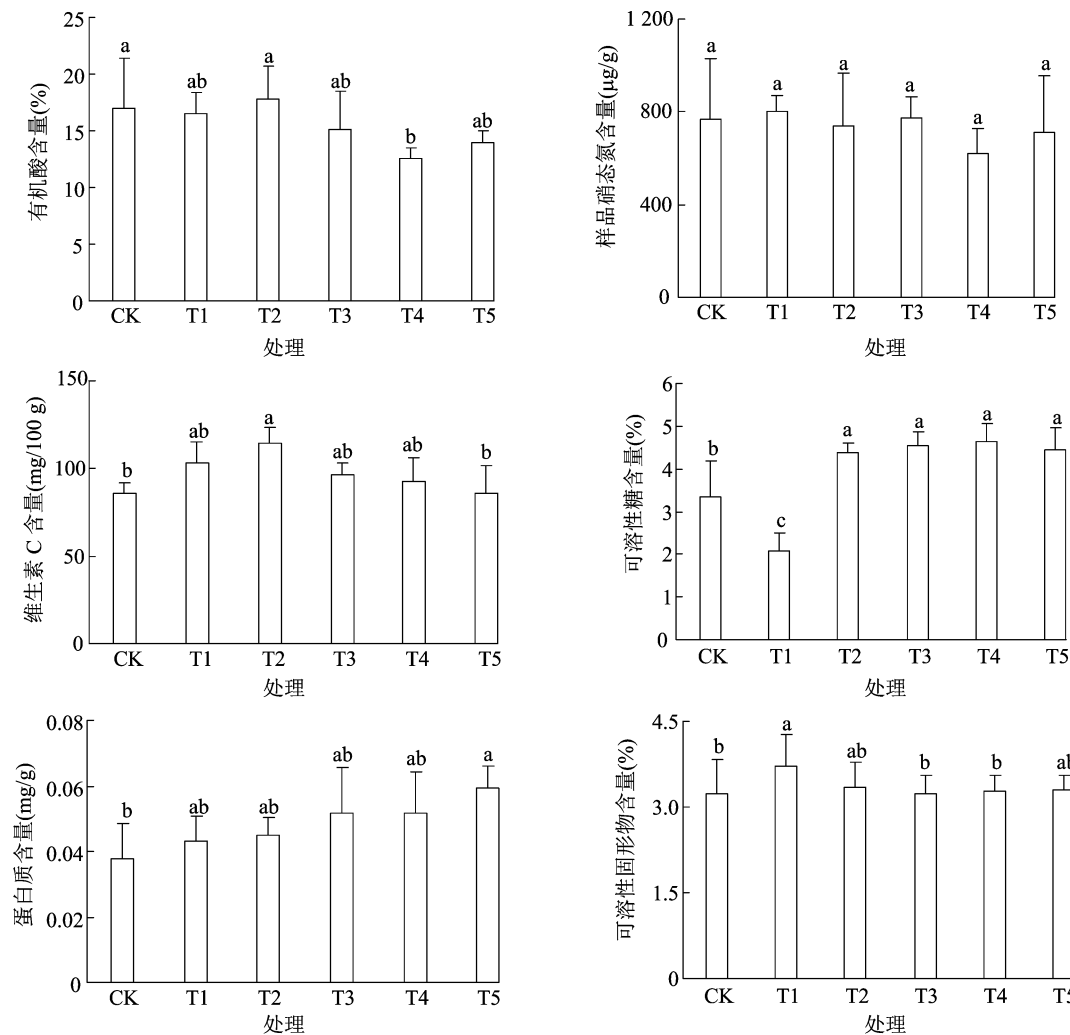 有机酸含量(%)
25
20
15
10
5
0
a
ab
a
ab
b
ab
CK T1 T2 T3 T4 T5
处理
样品硝态氮含量(μg/g)
1 200
800
400
0
a
a
a
a
a
a
CK T1 T2 T3 T4 T5
处理
维生素 C 含量(mg/100 g)
150
100
50
0
b
ab
a
ab
ab
b
CK T1 T2 T3 T4 T5
处理
可溶性糖含量(%)
6
5
4
3
2
1
0
b
c
a
a
a
a
CK T1 T2 T3 T4 T5
处理
蛋白质含量(mg/g)
0.08
0.06
0.04
0.02
0
b
ab
ab
ab
ab
a
CK T1 T2 T3 T4 T5
处理
可溶性固形物含量(%)
4.5
3.0
1.5
0
b
a
ab
b
b
ab
CK T1 T2 T3 T4 T5
处理